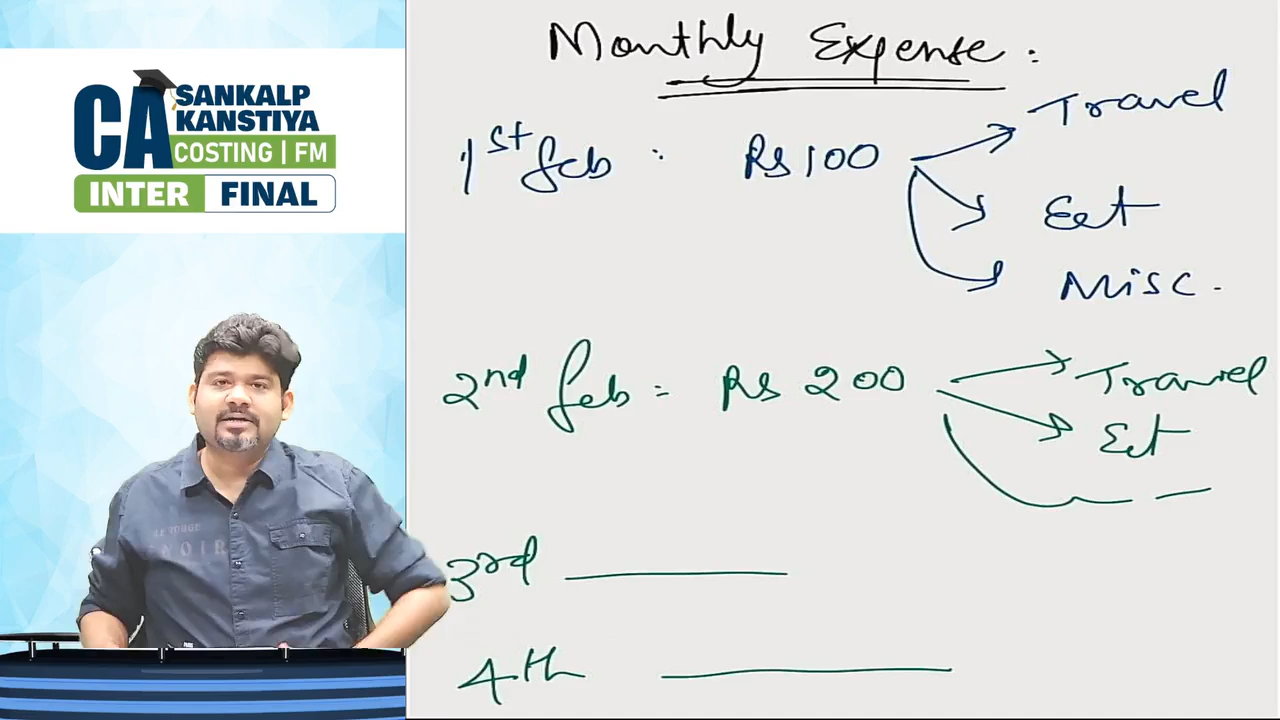 CA SANKALP
KANSTIYA
COSTING | FM
INTER FINAL
Monthly Expense :
1st feb : Rs 100
Travel
Eat
Misc.
2nd feb = Rs 200
Travel
Eat
3rd
4th